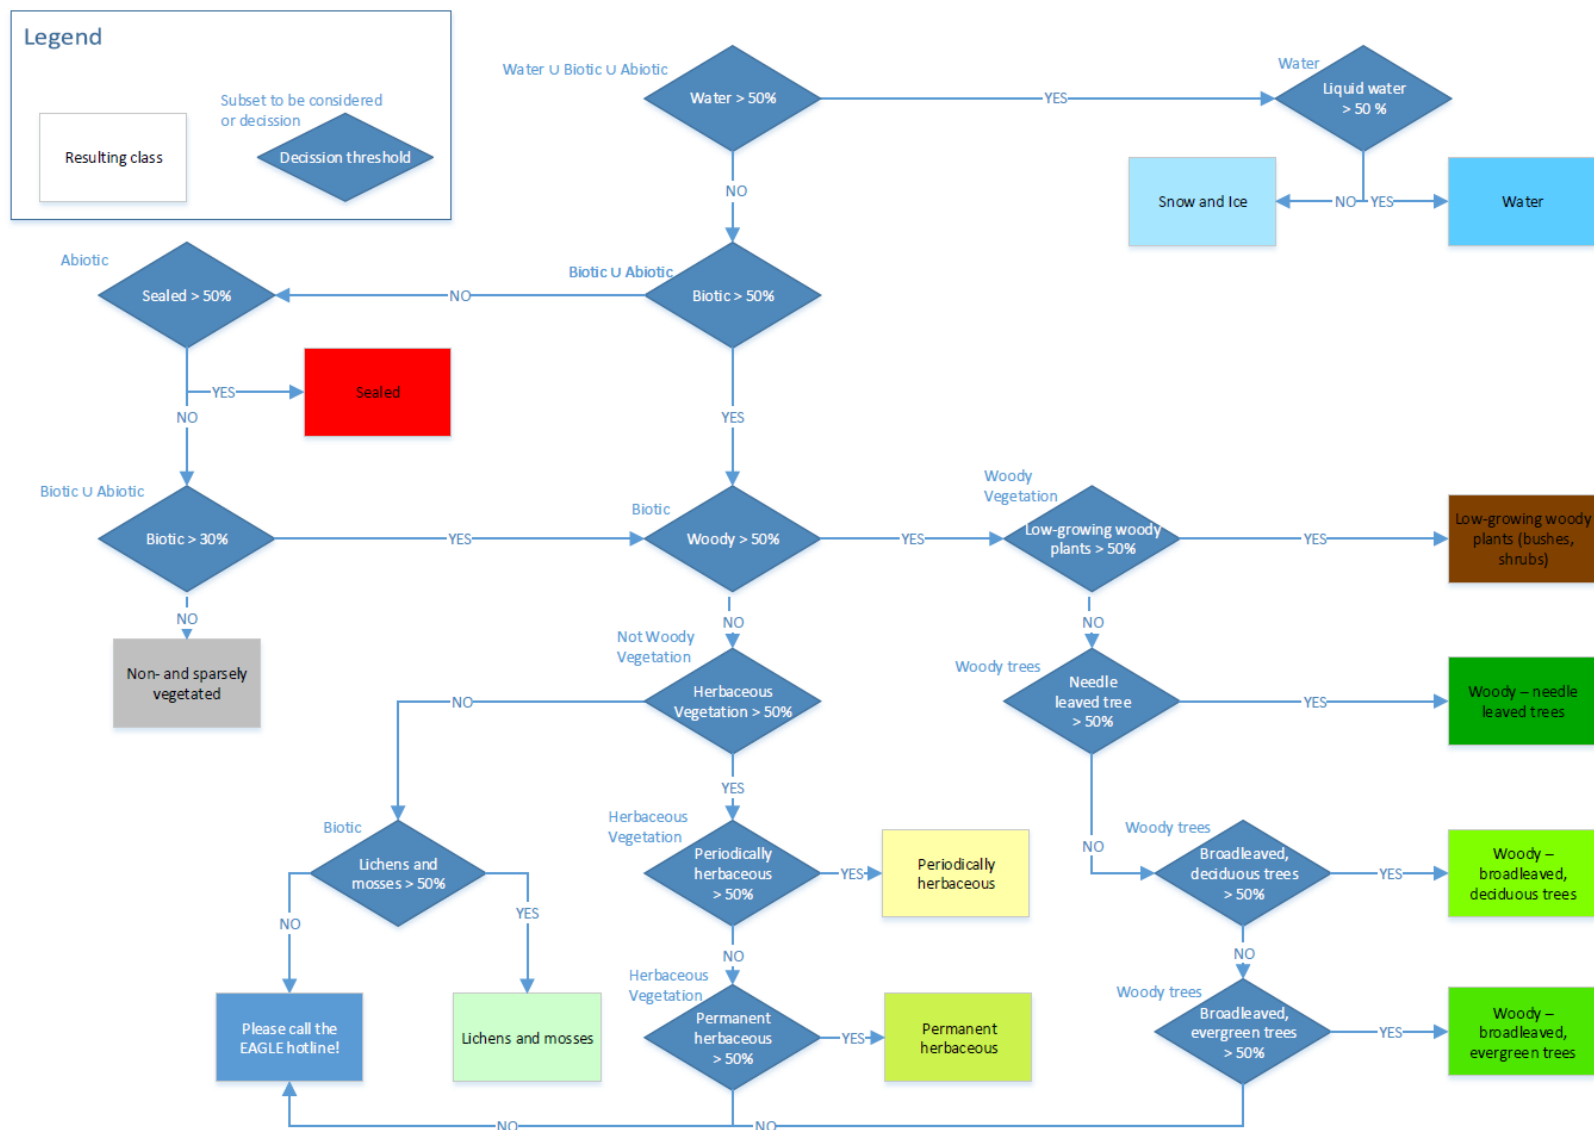 Legend
Subset to be considered
or decission
Resulting class
Decission threshold
Water ∪ Biotic ∪ Abiotic
Water > 50%
YES
Water
Liquid water
> 50 %
NO
Snow and Ice
NO
YES
Water
Abiotic
Sealed > 50%
NO
Biotic ∪ Abiotic
Biotic > 50%
YES
Sealed
NO
YES
Biotic ∪ Abiotic
Biotic > 30%
YES
Biotic
Woody > 50%
YES
Woody
Vegetation
Low-growing woody
plants > 50%
YES
Low-growing woody
plants (bushes,
shrubs)
NO
NO
NO
Non- and sparsely
vegetated
Not Woody
Vegetation
Herbaceous
Vegetation > 50%
NO
Woody trees
Needle
leaved tree
> 50%
YES
Woody – needle
leaved trees
YES
NO
Biotic
Lichens and
mosses > 50%
Herbaceous
Vegetation
Periodically
herbaceous
> 50%
YES
Periodically
herbaceous
Woody trees
Broadleaved,
deciduous trees
> 50%
YES
Woody –
broadleaved,
deciduous trees
NO
YES
NO
NO
Please call the
EAGLE hotline!
Lichens and mosses
Herbaceous
Vegetation
Permanent
herbaceous
> 50%
YES
Permanent
herbaceous
Woody trees
Broadleaved,
evergreen trees
> 50%
YES
Woody –
broadleaved,
evergreen trees
NO
NO